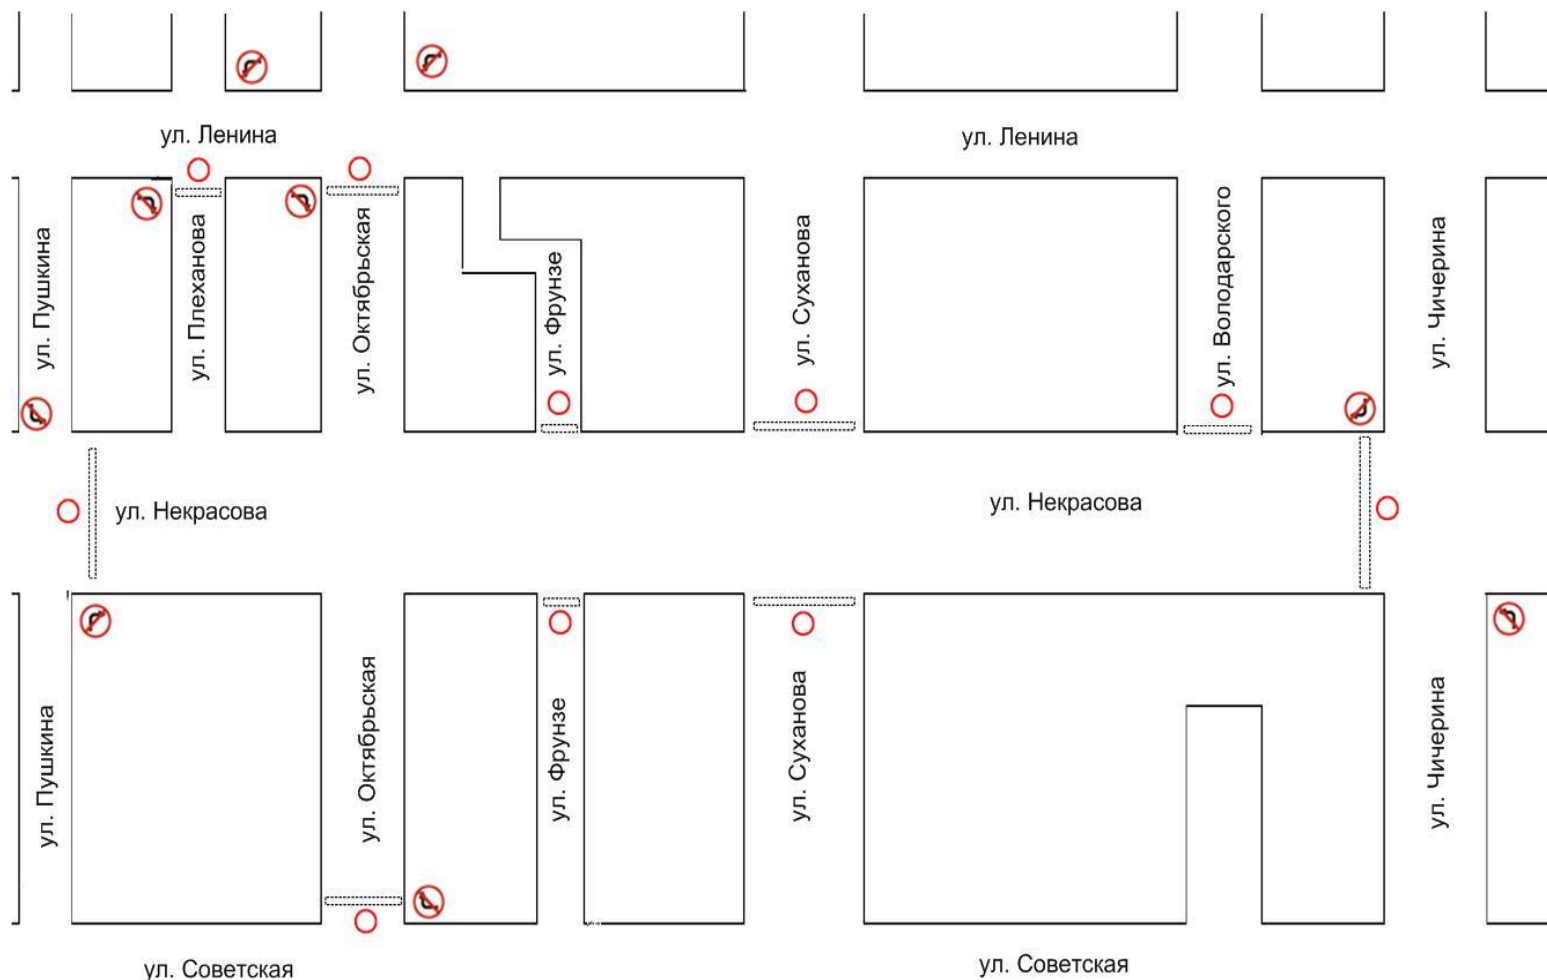 ул. Ленина
ул. Ленина
ул. Пушкина
ул. Плеханова
ул. Октябрьская
ул. Фрунзе
ул. Суханова
ул. Володарского
ул. Чичерина
ул. Некрасова
ул. Некрасова
ул. Пушкина
ул. Октябрьская
ул. Фрунзе
ул. Суханова
ул. Чичерина
ул. Советская
ул. Советская